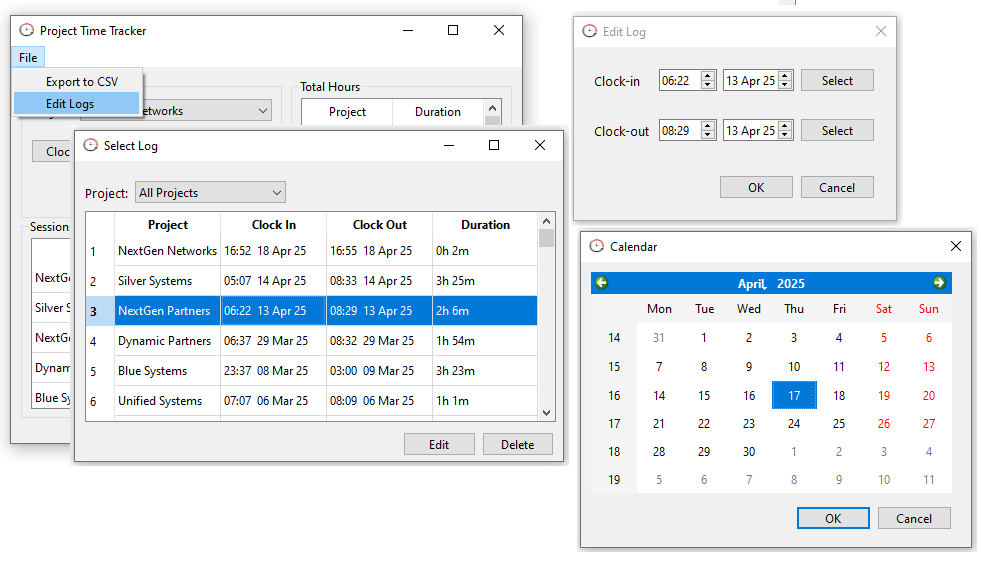 Project Time Tracker
File
Export to CSV
Edit Logs
Total Hours
Project Duration
Select Log
Project: All Projects
Project Clock In Clock Out Duration
1 NextGen Networks 16:52 18 Apr 25 16:55 18 Apr 25 0h 2m
2 Silver Systems 05:07 14 Apr 25 08:33 14 Apr 25 3h 25m
3 NextGen Partners 06:22 13 Apr 25 08:29 13 Apr 25 2h 6m
4 Dynamic Partners 06:37 29 Mar 25 08:32 29 Mar 25 1h 54m
5 Blue Systems 23:37 08 Mar 25 03:00 09 Mar 25 3h 23m
6 Unified Systems 07:07 06 Mar 25 08:09 06 Mar 25 1h 1m
Edit Delete
Edit Log
Clock-in 06:22 13 Apr 25 Select
Clock-out 08:29 13 Apr 25 Select
OK Cancel
Calendar
April, 2025
Mon Tue Wed Thu Fri Sat Sun
14 31 1 2 3 4 5 6
15 7 8 9 10 11 12 13
16 14 15 16 17 18 19 20
17 21 22 23 24 25 26 27
18 28 29 30 1 2 3 4
19 5 6 7 8 9 10 11
OK Cancel